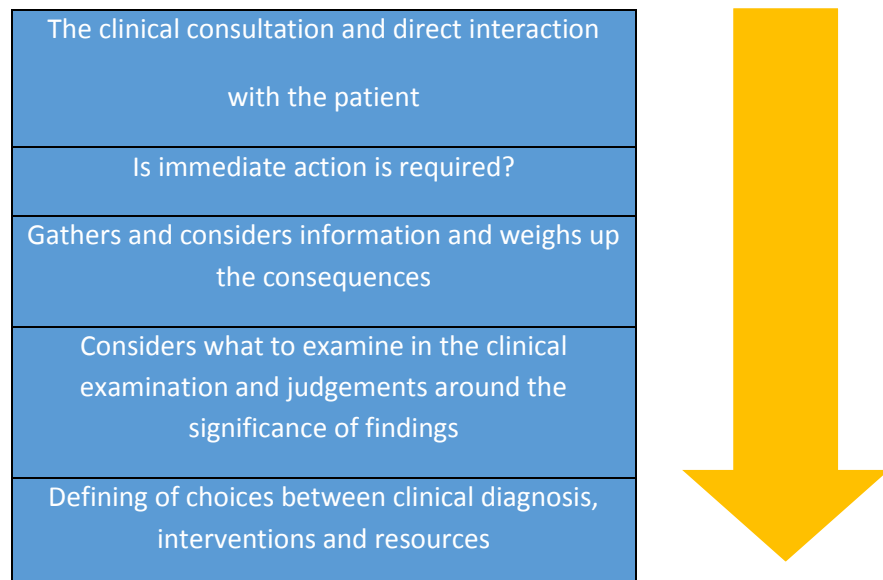 The clinical consultation and direct interaction
with the patient
Is immediate action is required?
Gathers and considers information and weighs up
the consequences
Considers what to examine in the clinical
examination and judgements around the
significance of findings
Defining of choices between clinical diagnosis,
interventions and resources